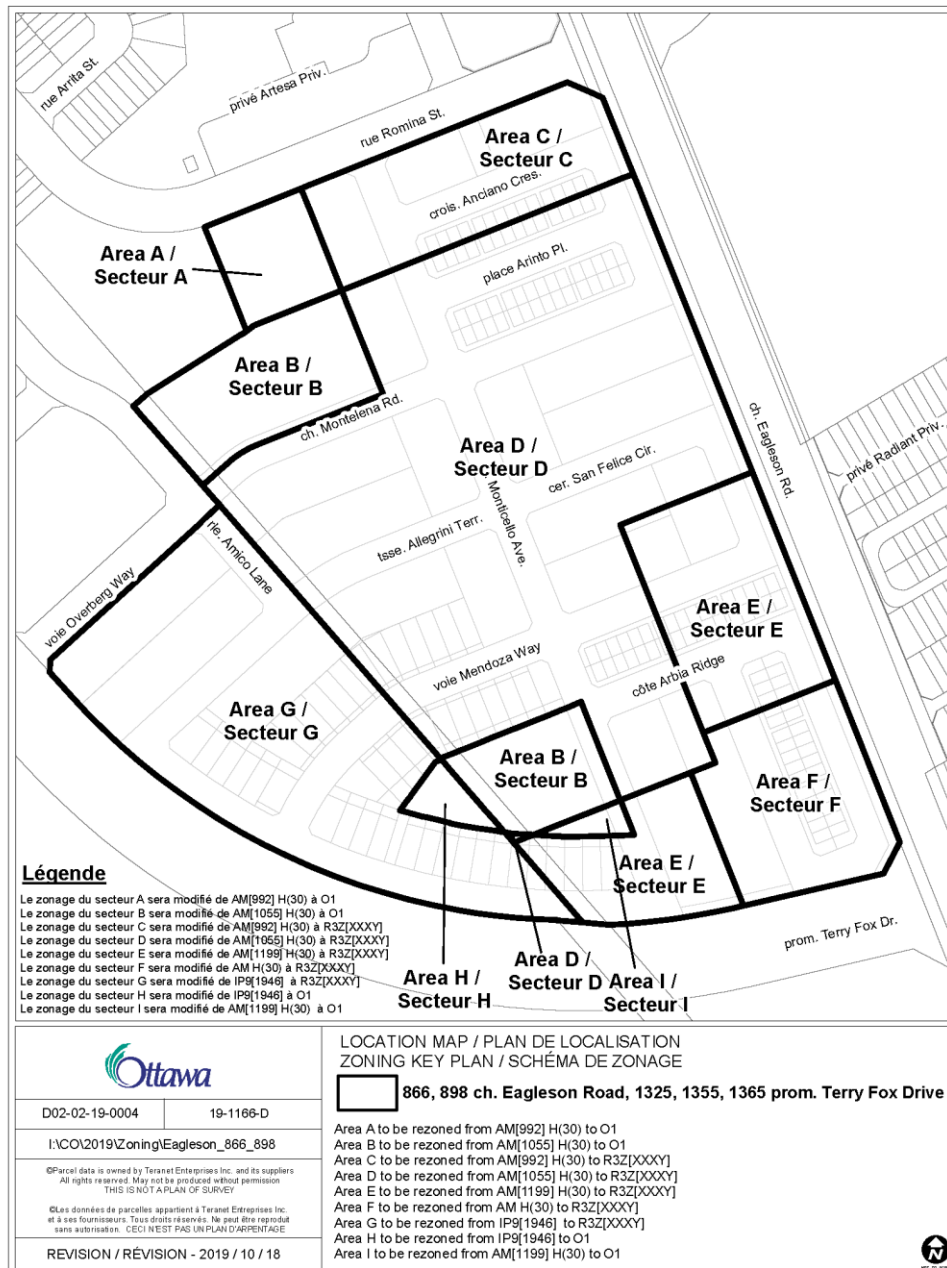 rue Arrita St.
privé Artesa Priv.
rue Romina St.
Area C /
Secteur C
crois. Anciano Cres.
Area A /
Secteur A
place Arinto Pl.
Area B /
Secteur B
ch. Montelena Rd.
Area D /
Secteur D
ch. Eagleson Rd.
privé Radiant Priv.
cer. San Felice Cir.
Monticello Ave.
tsse. Allegrini Terr.
rle. Amico Lane
voie Overberg Way
Area E /
Secteur E
voie Mendoza Way
côte Arbia Ridge
Area G /
Secteur G
Area B /
Secteur B
Area F /
Secteur F
Area E /
Secteur E
prom. Terry Fox Dr.
Area H /
Secteur H
Area D /
Secteur D
Area I /
Secteur I
Légende
Le zonage du secteur A sera modifié de AM[992] H(30) à O1
Le zonage du secteur B sera modifié de AM[1055] H(30) à O1
Le zonage du secteur C sera modifié de AM[992] H(30) à R3Z[XXXY]
Le zonage du secteur D sera modifié de AM[1055] H(30) à R3Z[XXXY]
Le zonage du secteur E sera modifié de AM[1199] H(30) à R3Z[XXXY]
Le zonage du secteur F sera modifié de AM H(30) à R3Z[XXXY]
Le zonage du secteur G sera modifié de IP9[1946] à R3Z[XXXY]
Le zonage du secteur H sera modifié de IP9[1946] à O1
Le zonage du secteur I sera modifié de AM[1199] H(30) à O1
Ottawa
D02-02-19-0004
19-1166-D
I:\CO\2019\Zoning\Eagleson_866_898
©Parcel data is owned by Teranet Enterprises Inc. and its suppliers
All rights reserved. May not be produced without permission
THIS IS NOT A PLAN OF SURVEY
©Les données de parcelles appartient à Teranet Entreprises Inc.
et à ses fournisseurs. Tous droits réservés. Ne peut être reproduit
sans autorisation. CECI N'EST PAS UN PLAN D'ARPENTAGE
REVISION / RÉVISION - 2019 / 10 / 18
LOCATION MAP / PLAN DE LOCALISATION
ZONING KEY PLAN / SCHÉMA DE ZONAGE
866, 898 ch. Eagleson Road, 1325, 1355, 1365 prom. Terry Fox Drive
Area A to be rezoned from AM[992] H(30) to O1
Area B to be rezoned from AM[1055] H(30) to O1
Area C to be rezoned from AM[992] H(30) to R3Z[XXXY]
Area D to be rezoned from AM[1055] H(30) to R3Z[XXXY]
Area E to be rezoned from AM[1199] H(30) to R3Z[XXXY]
Area F to be rezoned from AM H(30) to R3Z[XXXY]
Area G to be rezoned from IP9[1946] to R3Z[XXXY]
Area H to be rezoned from IP9[1946] to O1
Area I to be rezoned from AM[1199] H(30) to O1
N